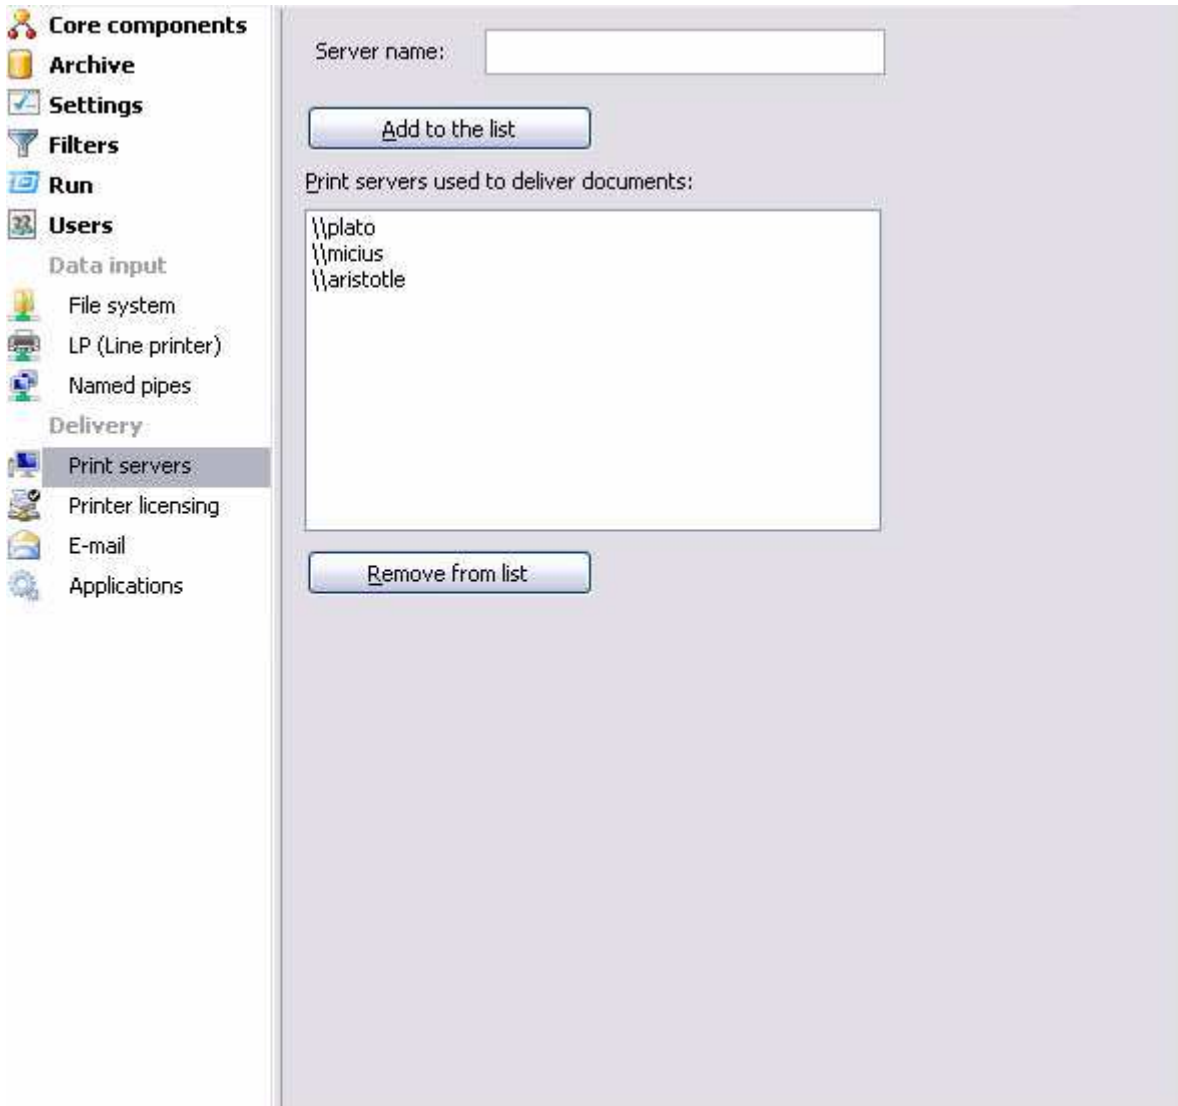 Core components
Archive
Settings
Filters
Run
Users
Data input
File system
LP (Line printer)
Named pipes
Delivery
Print servers
Printer licensing
E-mail
Applications
Server name:
Add to the list
Print servers used to deliver documents:
\\plato
\\micius
\\aristotle
Remove from list